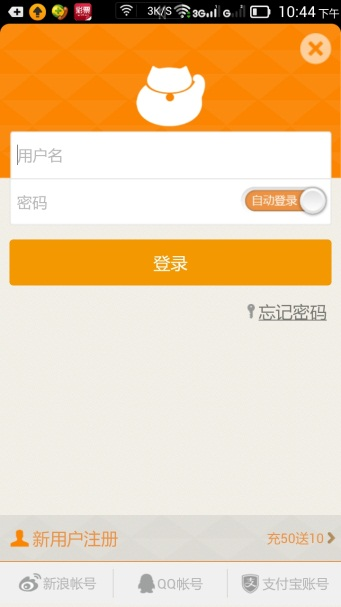 3K/S 3G G 10:44 下午
彩票
用户名
密码
自动登录
登录
忘记密码
新用户注册
充50送10
新浪帐号
QQ帐号
支付宝账号